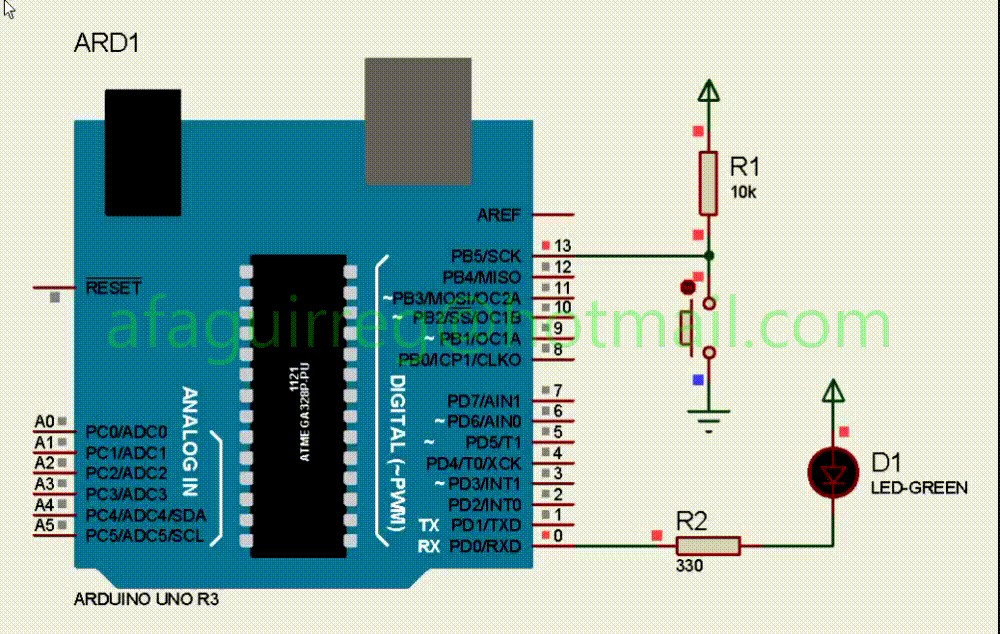 ARD1
R1
10k
AREF
PB5/SCK 13
PB4/MISO 12
~PB3/MOSI/OC2A 11
~ PB2/SS/OC1B 10
~ PB1/OC1A 9
PB0/ICP1/CLKO 8
RESET
1121
ATMEGA328P-PU
ANALOG IN
DIGITAL (~PWM)
PD7/AIN1 7
~ PD6/AIN0 6
~ PD5/T1 5
PD4/T0/XCK 4
~ PD3/INT1 3
PD2/INT0 2
TX PD1/TXD 1
RX PD0/RXD 0
A0 PC0/ADC0
A1 PC1/ADC1
A2 PC2/ADC2
A3 PC3/ADC3
A4 PC4/ADC4/SDA
A5 PC5/ADC5/SCL
D1
LED-GREEN
R2
330
ARDUINO UNO R3